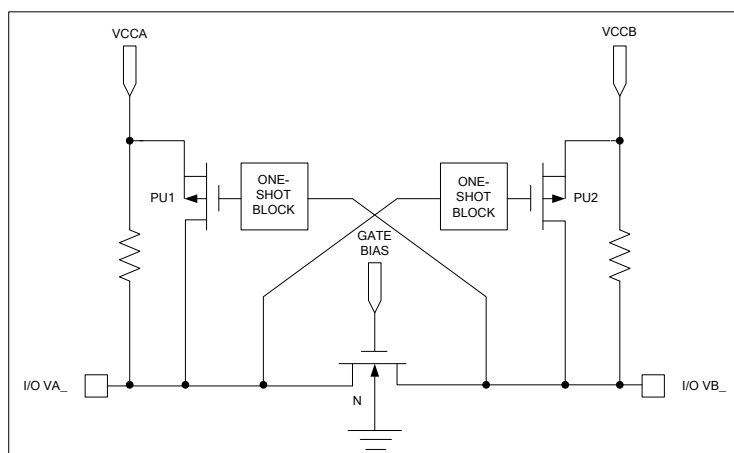 VCCA
VCCB
PU1
ONE-
SHOT
BLOCK
ONE-
SHOT
BLOCK
PU2
GATE
BIAS
I/O VA_
N
I/O VB_